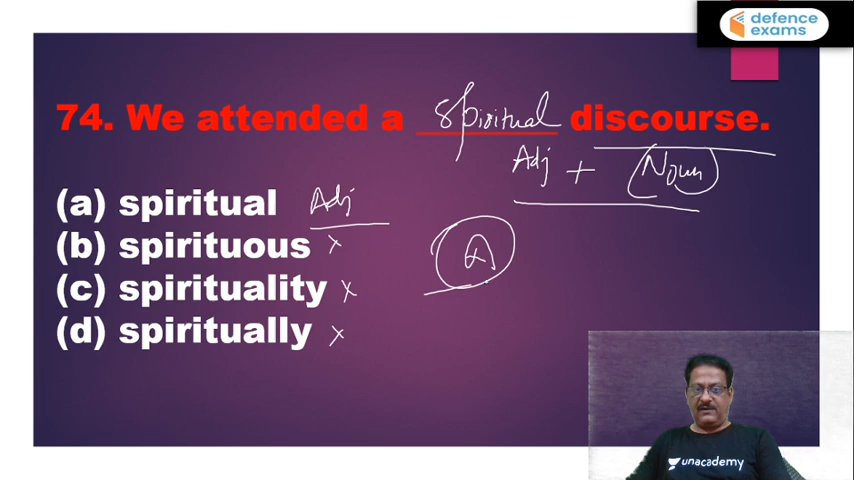 defence
exams
74. We attended a spiritual discourse.
Adj + Noun
(a) spiritual Adj
(b) spirituous x
(c) spirituality x
(d) spiritually x
A
unacademy